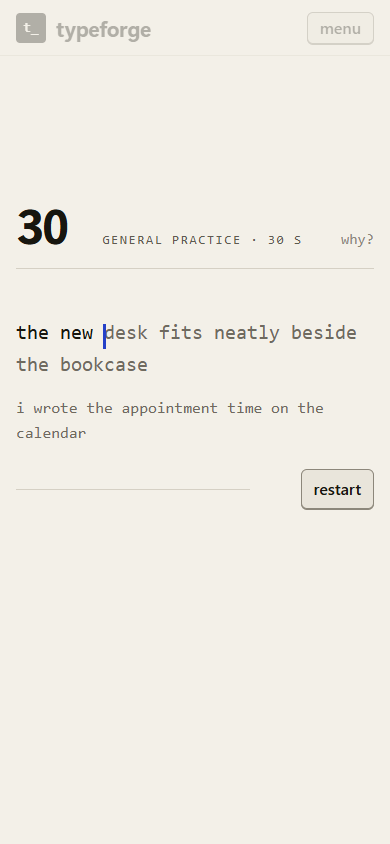 t_ typeforge menu
30 GENERAL PRACTICE · 30 S why?
the new desk fits neatly beside
the bookcase
i wrote the appointment time on the
calendar
restart